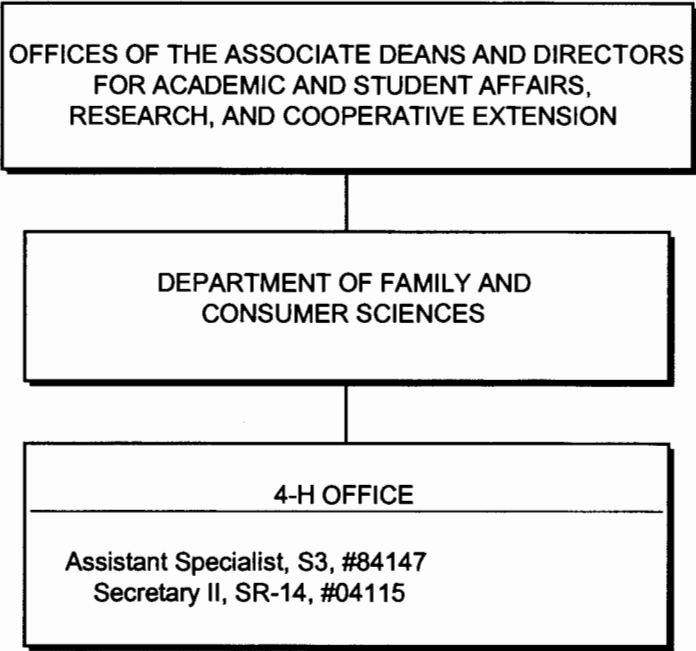 OFFICES OF THE ASSOCIATE DEANS AND DIRECTORS
FOR ACADEMIC AND STUDENT AFFAIRS,
RESEARCH, AND COOPERATIVE EXTENSION
DEPARTMENT OF FAMILY AND
CONSUMER SCIENCES
4-H OFFICE
Assistant Specialist, S3, #84147
Secretary II, SR-14, #04115